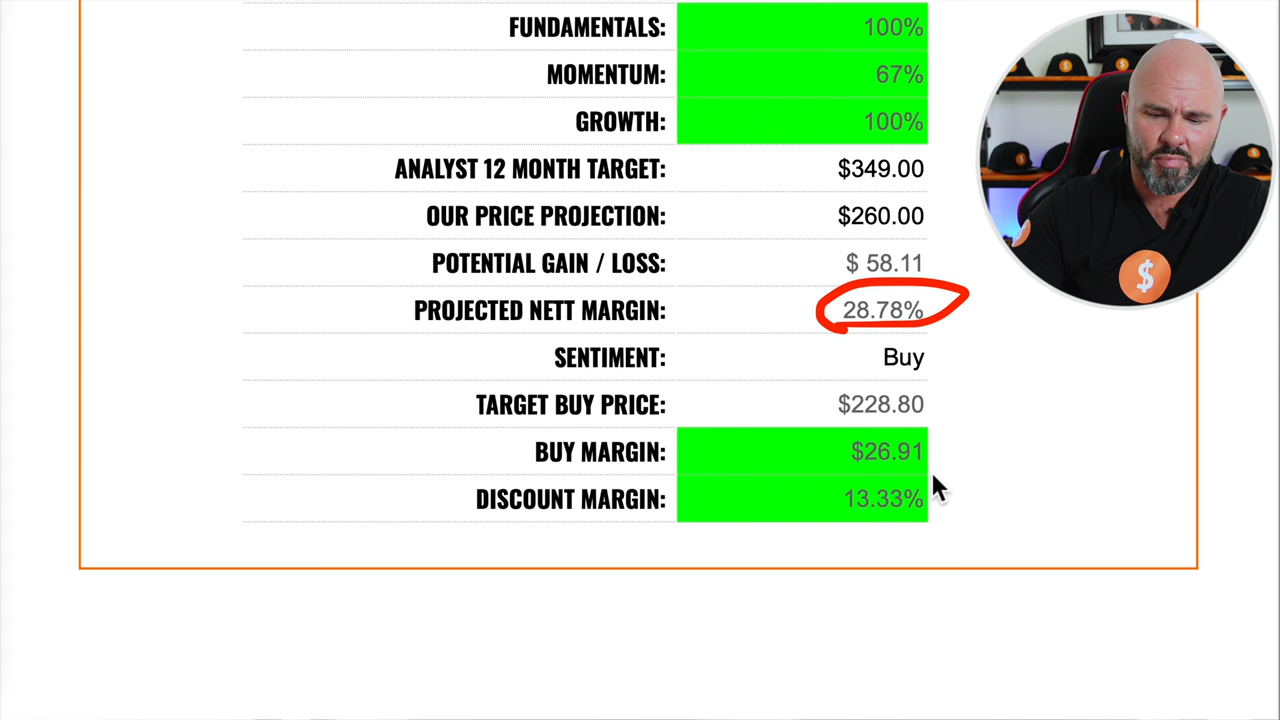 FUNDAMENTALS: 100%
MOMENTUM: 67%
GROWTH: 100%
ANALYST 12 MONTH TARGET: $349.00
OUR PRICE PROJECTION: $260.00
POTENTIAL GAIN / LOSS: $ 58.11
PROJECTED NETT MARGIN: 28.78%
SENTIMENT: Buy
TARGET BUY PRICE: $228.80
BUY MARGIN: $26.91
DISCOUNT MARGIN: 13.33%
$